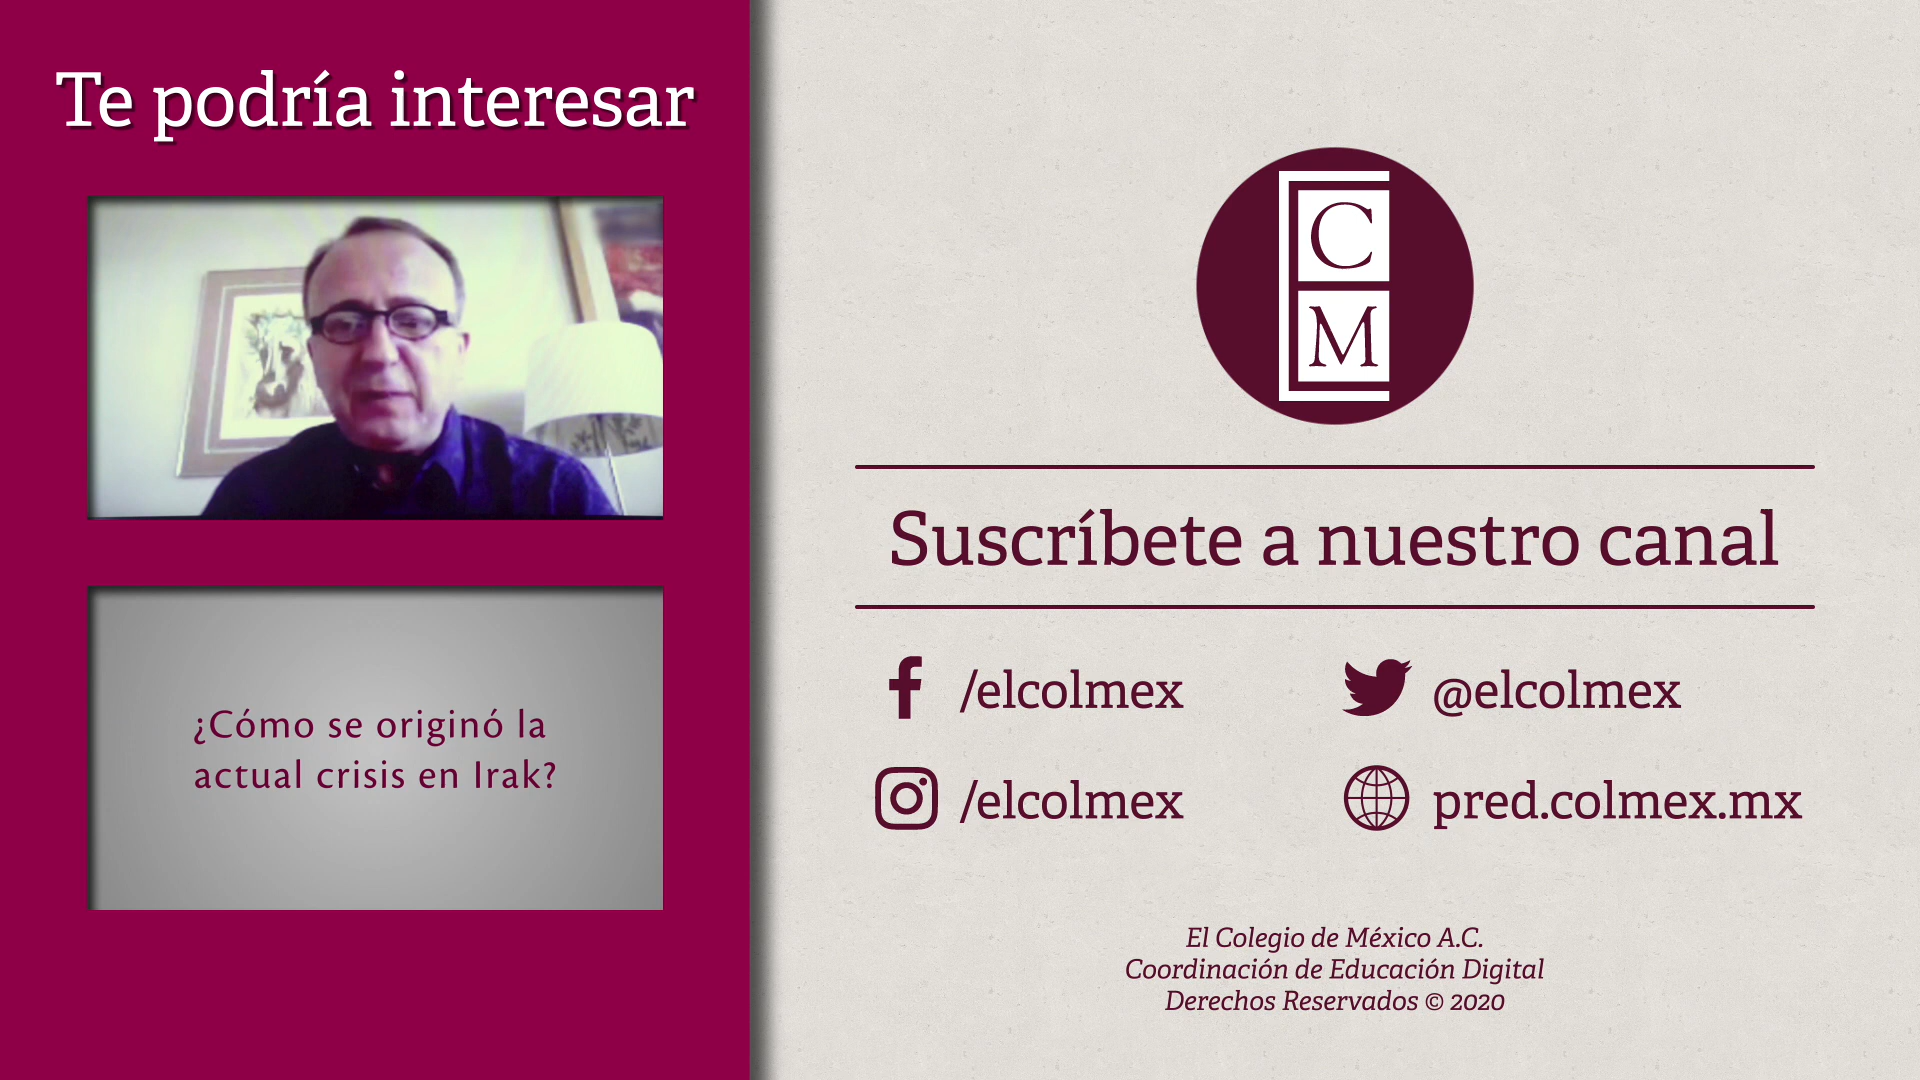 Te podría interesar
¿Cómo se originó la
actual crisis en Irak?
C
M
Suscríbete a nuestro canal
/elcolmex
@elcolmex
/elcolmex
pred.colmex.mx
El Colegio de México A.C.
Coordinación de Educación Digital
Derechos Reservados © 2020